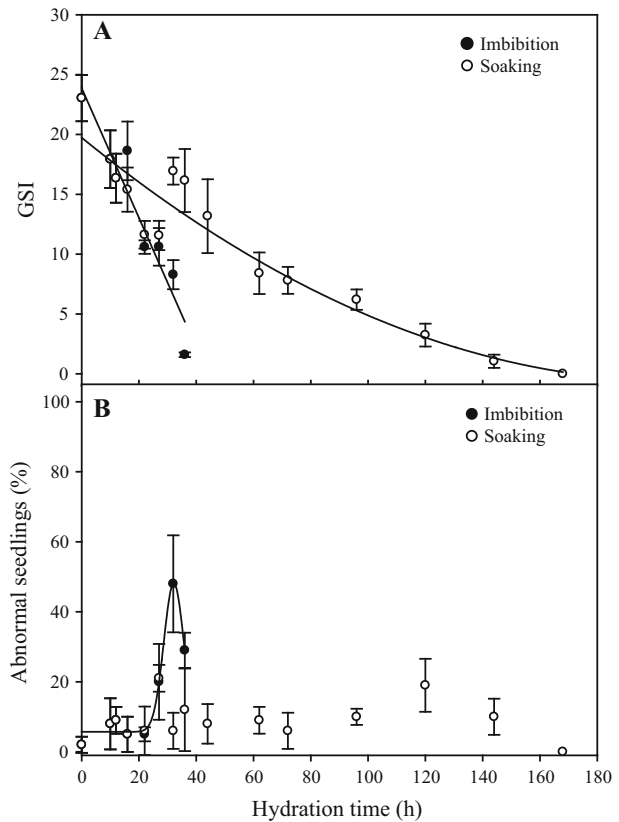 A
Imbibition
Soaking
GSI
30
25
20
15
10
5
0
B
Imbibition
Soaking
Abnormal seedlings (%)
100
80
60
40
20
0
0 20 40 60 80 100 120 140 160 180
Hydration time (h)